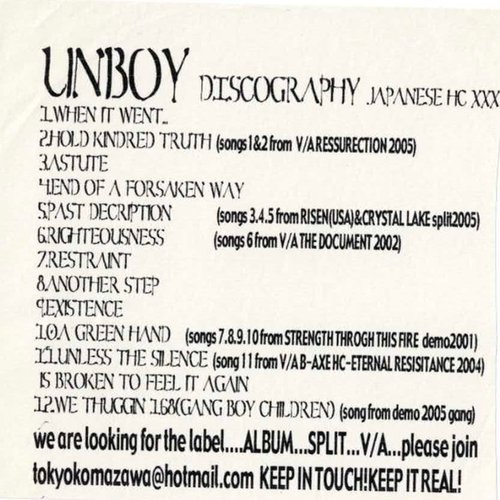 UNBOY DISCOGRAPHY JAPANESE HC XXX
1.WHEN IT WENT..
2.HOLD KINDRED TRUTH (songs 1&2 from V/A RESSURECTION 2005)
3.ASTUTE
4.END OF A FORSAKEN WAY
5.PAST DECRIPTION (songs 3.4.5 from RISEN(USA)&CRYSTAL LAKE split2005)
6.RIGHTEOUSNESS (songs 6 from V/A THE DOCUMENT 2002)
7.RESTRAINT
8.ANOTHER STEP
9.EXISTENCE
10.A GREEN HAND (songs 7.8.9.10 from STRENGTH THROGH THIS FIRE demo2001)
11.UNLESS THE SILENCE (song 11 from V/A B-AXE HC-ETERNAL RESISITANCE 2004)
IS BROKEN TO FEEL IT AGAIN
12.WE THUGGIN 168(GANG BOY CHILDREN) (song from demo 2005 gang)
we are looking for the label....ALBUM...SPLIT...V/A...please join
tokyokomazawa@hotmail.com KEEP IN TOUCH!KEEP IT REAL!